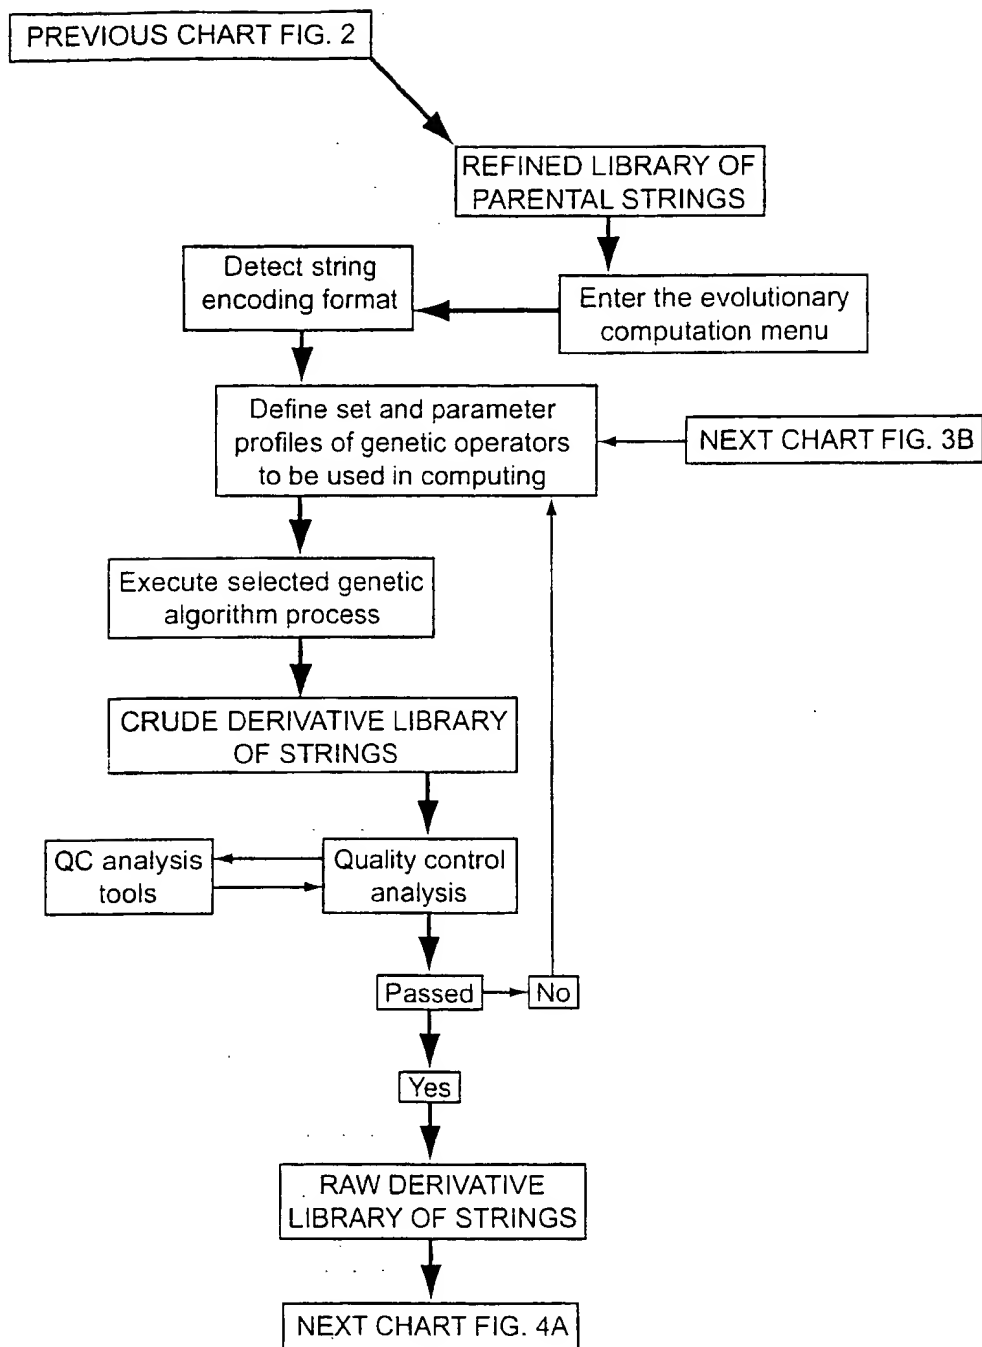 PREVIOUS CHART FIG. 2
REFINED LIBRARY OF
PARENTAL STRINGS
Detect string
encoding format
Enter the evolutionary
computation menu
Define set and parameter
profiles of genetic operators
to be used in computing
NEXT CHART FIG. 3B
Execute selected genetic
algorithm process
CRUDE DERIVATIVE LIBRARY
OF STRINGS
QC analysis
tools
Quality control
analysis
Passed
No
Yes
RAW DERIVATIVE
LIBRARY OF STRINGS
NEXT CHART FIG. 4A